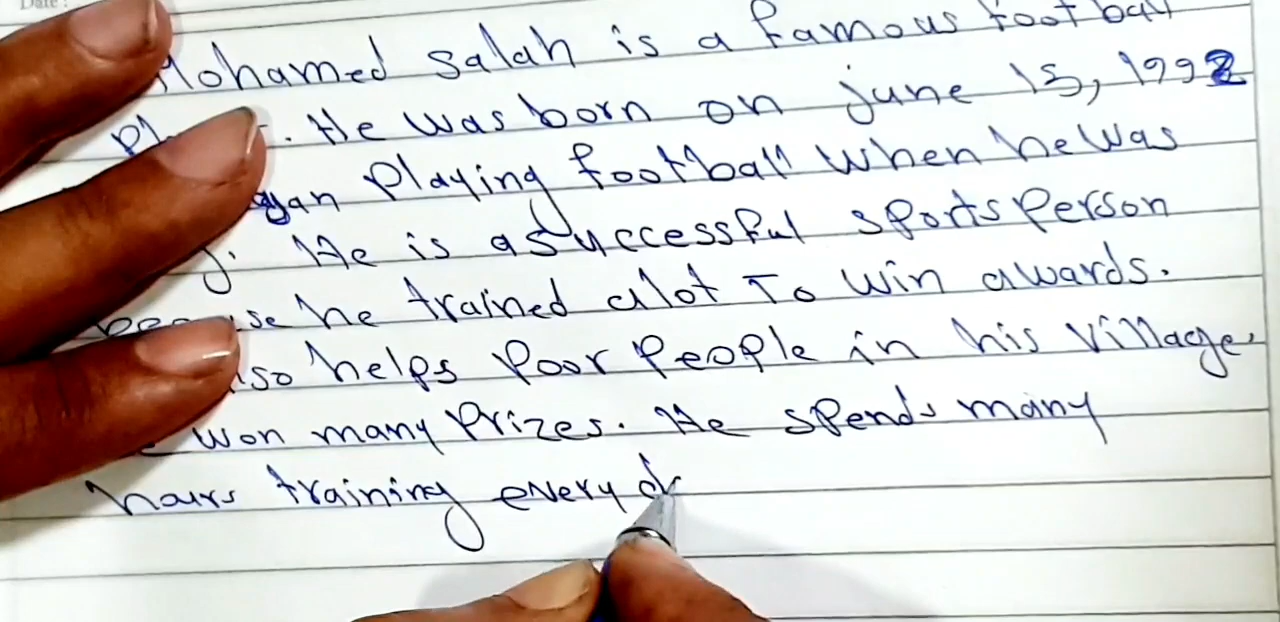 Date:
Mohamed salah is a famous football
. He was born on june 15, 1992
Playing football when he was
He is a successful sports person
he trained alot To win awards.
helps Poor People in his village.
won many Prizes. He spends many
hours training every